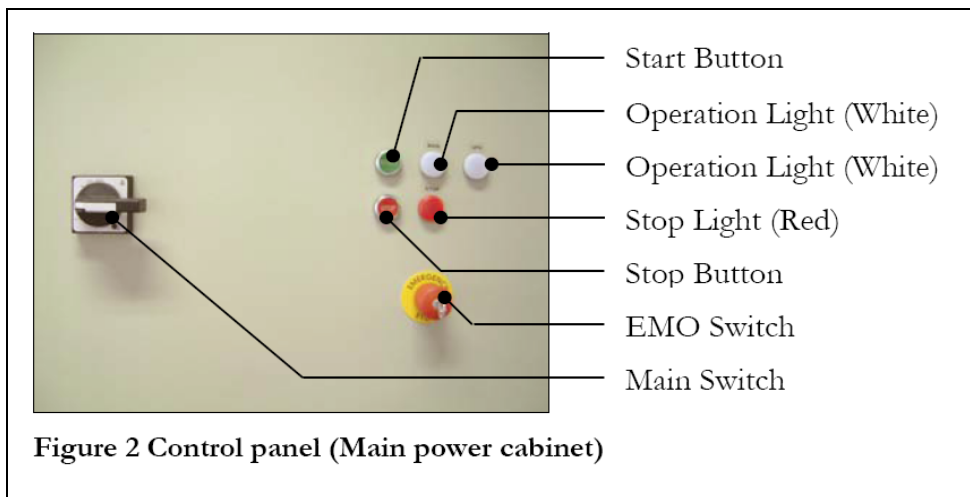 Start Button
Operation Light (White)
Operation Light (White)
Stop Light (Red)
Stop Button
EMERGENCY
EMO Switch
Main Switch
Figure 2 Control panel (Main power cabinet)